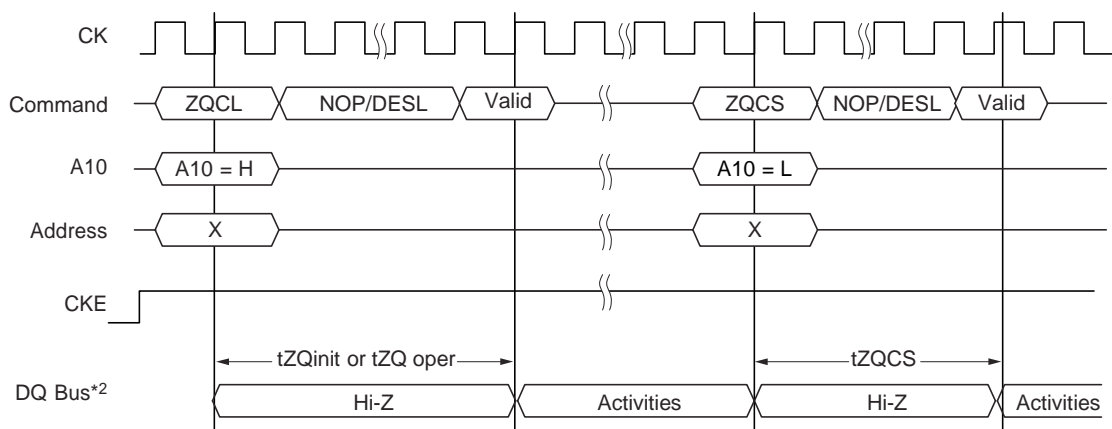 CK
Command ZQCL NOP/DESL Valid ZQCS NOP/DESL Valid
A10 A10 = H A10 = L
Address X X
CKE
tZQinit or tZQ oper tZQCS
DQ Bus*2 Hi-Z Activities Hi-Z Activities